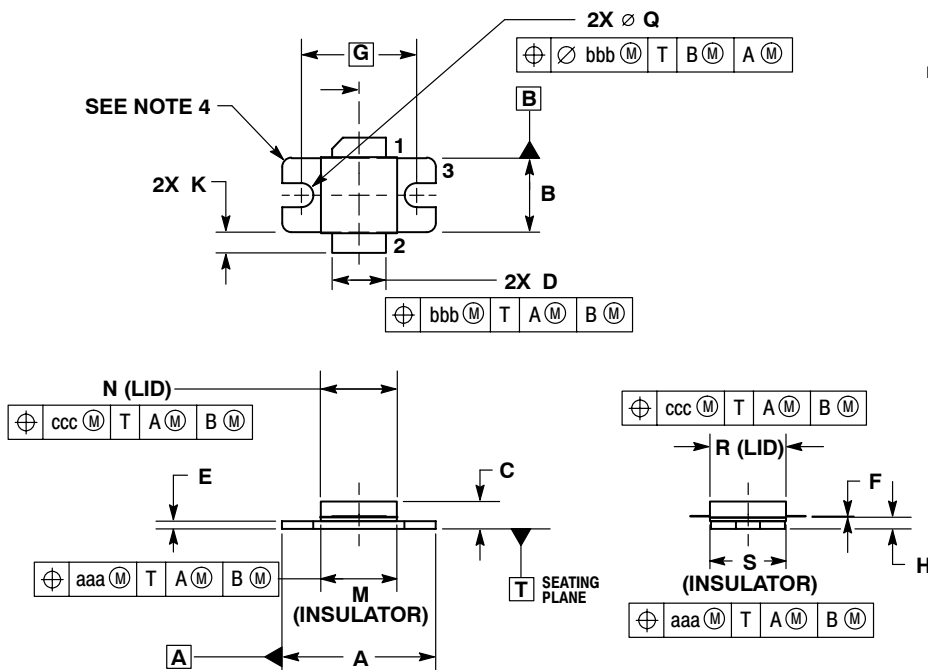 2X ⌀ Q
⌖ ⌀ bbb Ⓜ T B Ⓜ A Ⓜ
G
B
SEE NOTE 4
1
3
2X K
B
2
2X D
⌖ bbb Ⓜ T A Ⓜ B Ⓜ
N (LID)
⌖ ccc Ⓜ T A Ⓜ B Ⓜ
⌖ ccc Ⓜ T A Ⓜ B Ⓜ
R (LID)
E
C
F
H
⌖ aaa Ⓜ T A Ⓜ B Ⓜ
M
(INSULATOR)
T SEATING
PLANE
S
(INSULATOR)
⌖ aaa Ⓜ T A Ⓜ B Ⓜ
A
A